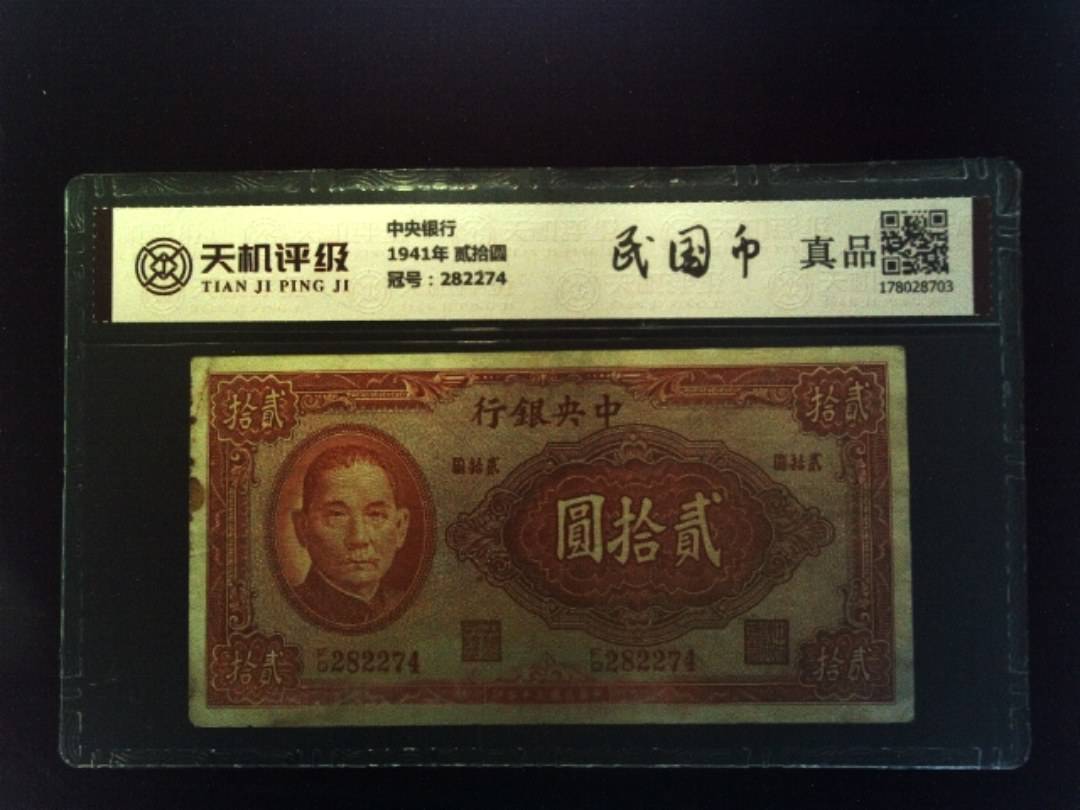 天机评级
TIAN JI PING JI
中央银行
1941年 贰拾圆
冠号：282274
民国币
真品
178028703
行銀央中
拾貳
拾貳
圓拾貳
圓拾貳
圓拾貳
282274
282274
拾貳
拾貳